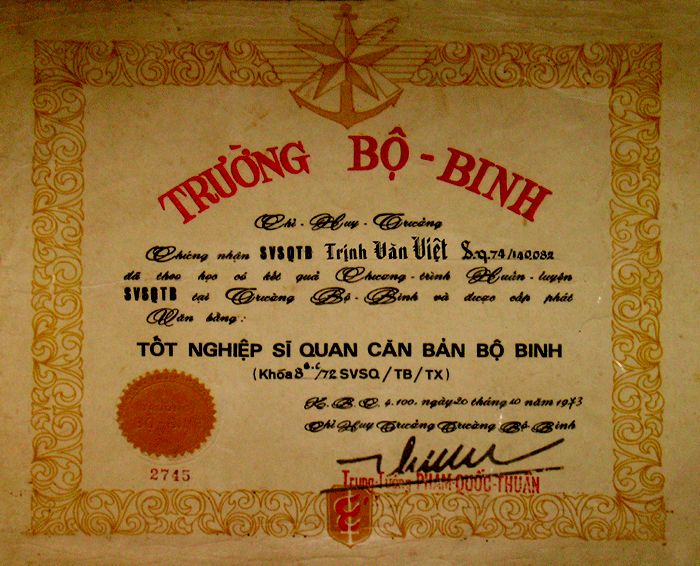 TRƯỜNG BỘ-BINH
Chỉ-Huy-Trưởng
Chứng nhận SVSQTB Trịnh Văn Việt S.q.74/140.032
đã theo học có kết quả Chương-trình Huấn-luyện
SVSQTB tại Trường Bộ-Binh và được cấp phát
Văn bằng:
TỐT NGHIỆP SĨ QUAN CĂN BẢN BỘ BINH
(Khóa 8 B.C/72 SVSQ/TB/TX)
K.B.C. 4.100, ngày 20 tháng 10 năm 1973
Chỉ Huy Trưởng Trường Bộ Binh
Trung-Tướng PHẠM-QUỐC-THUẦN
2745